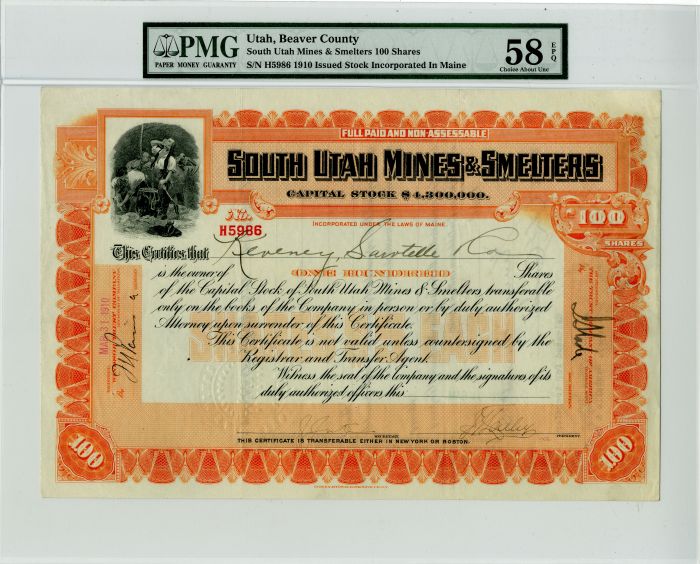 PMG
PAPER MONEY GUARANTY
Utah, Beaver County
South Utah Mines & Smelters 100 Shares
S/N H5986 1910 Issued Stock Incorporated In Maine
58 EPQ
Choice About Unc
FULL PAID AND NON-ASSESSABLE
SOUTH UTAH MINES & SMELTERS
CAPITAL STOCK $4,300,000.
No.
H5986
INCORPORATED UNDER THE LAWS OF MAINE.
100
SHARES
This Certifies that
is the owner of ONE HUNDRED Shares
of the Capital Stock of South Utah Mines & Smelters transferable
only on the books of the Company in person or by duly authorized
Attorney upon surrender of this Certificate.
This Certificate is not valid unless countersigned by the
Registrar and Transfer Agent.
Witness the seal of the company and the signatures of its
duly authorized officers this
MAR 31 1910
SECRETARY
PRESIDENT
THIS CERTIFICATE IS TRANSFERABLE EITHER IN NEW YORK OR BOSTON.
100
100